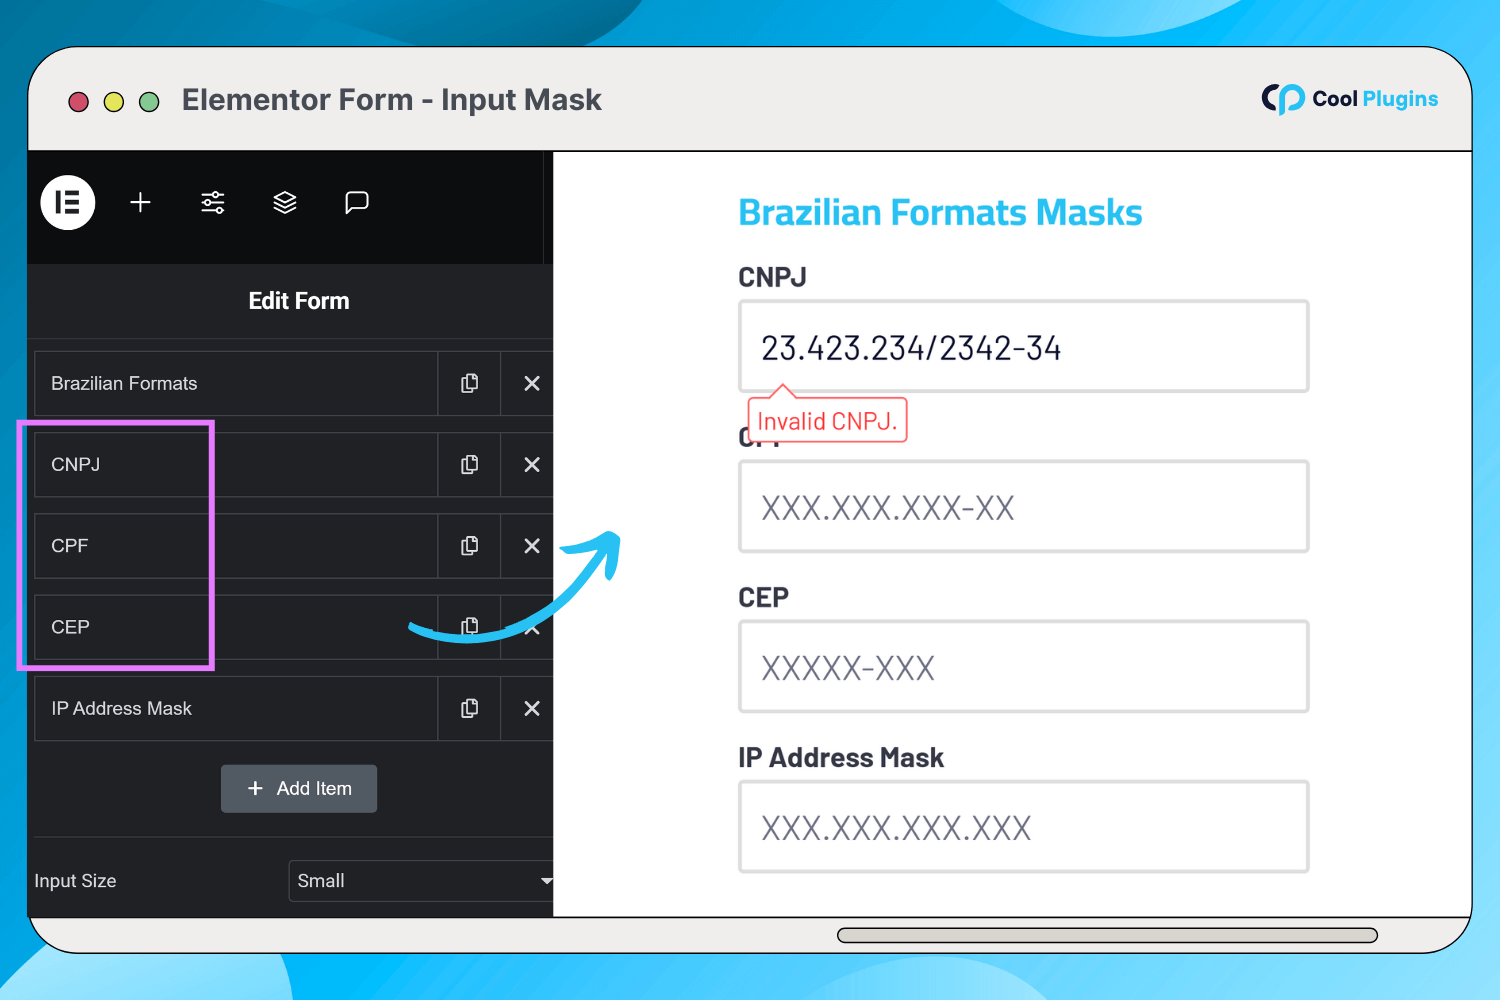 Elementor Form - Input Mask
Cool Plugins
Edit Form
Brazilian Formats
CNPJ
CPF
CEP
IP Address Mask
+ Add Item
Input Size
Small
Brazilian Formats Masks
CNPJ
23.423.234/2342-34
Invalid CNPJ.
XXX.XXX.XXX-XX
CEP
XXXXX-XXX
IP Address Mask
XXX.XXX.XXX.XXX